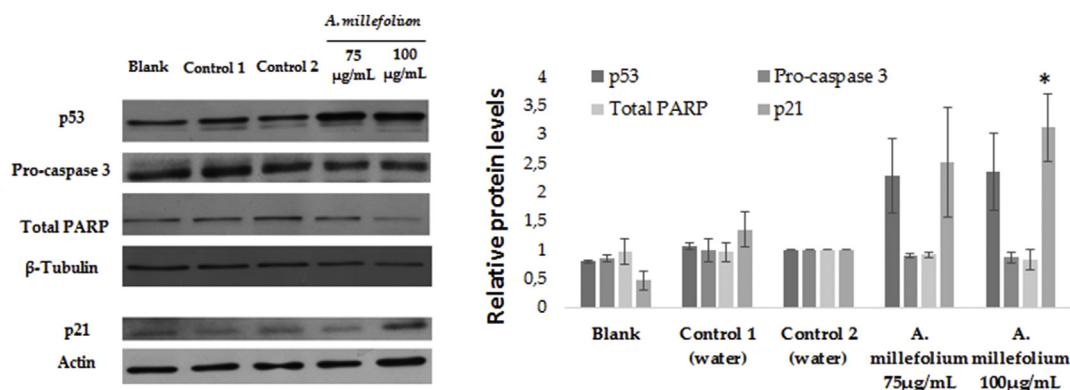 A. millefolium
Blank Control 1 Control 2 75 µg/mL 100 µg/mL
p53
Pro-caspase 3
Total PARP
β-Tubulin
p21
Actin
Relative protein levels
4
3,5
3
2,5
2
1,5
1
0,5
0
p53 Pro-caspase 3
Total PARP p21
*
Blank Control 1 (water) Control 2 (water) A. millefolium 75µg/mL A. millefolium 100µg/mL